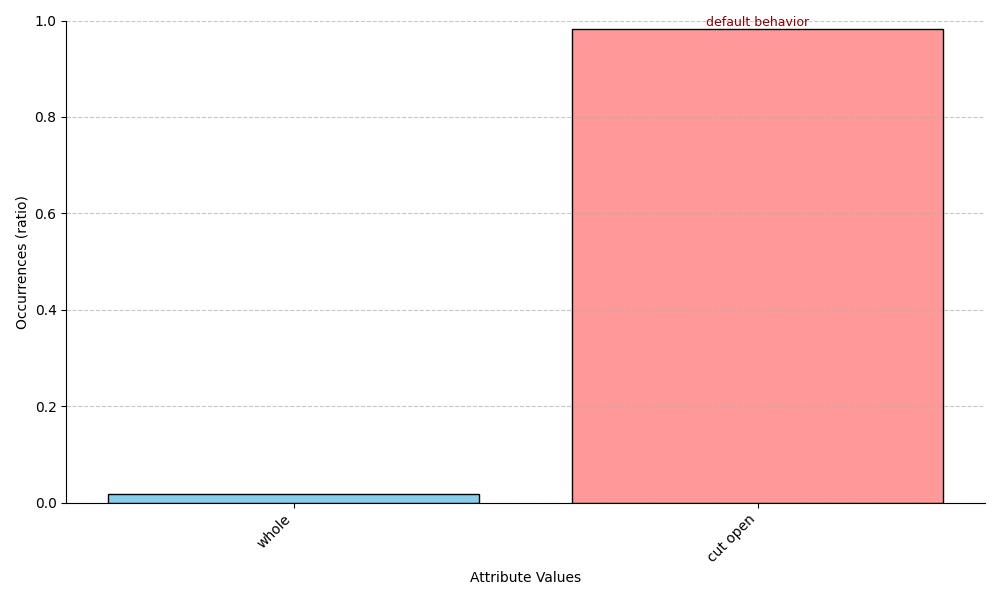 default behavior
1.0
0.8
0.6
0.4
0.2
0.0
Occurrences (ratio)
whole
cut open
Attribute Values